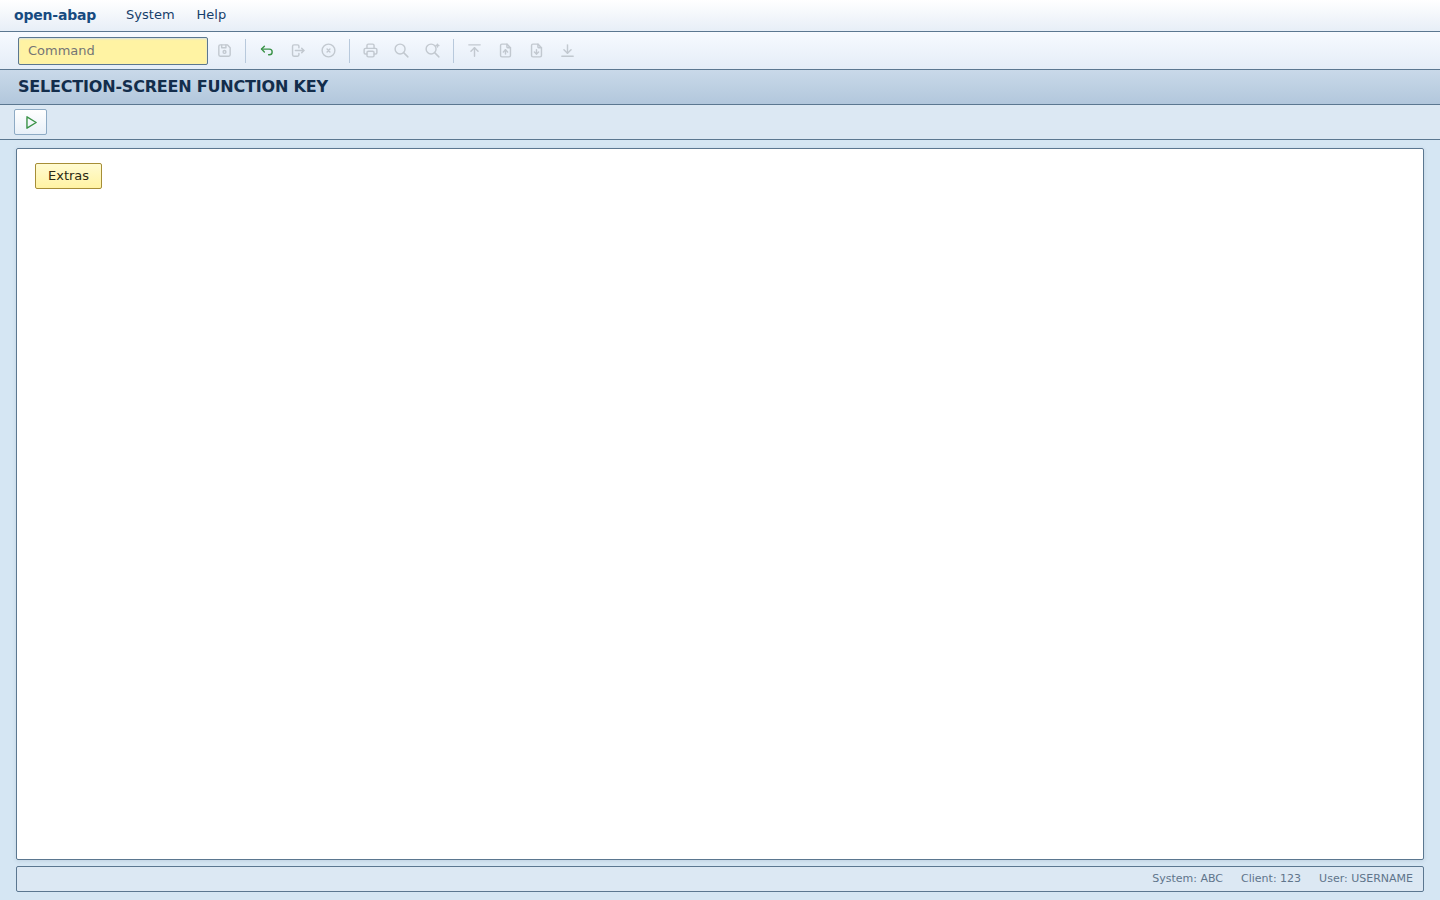 open-abap System Help
Command
SELECTION-SCREEN FUNCTION KEY
Extras
System: ABC Client: 123 User: USERNAME